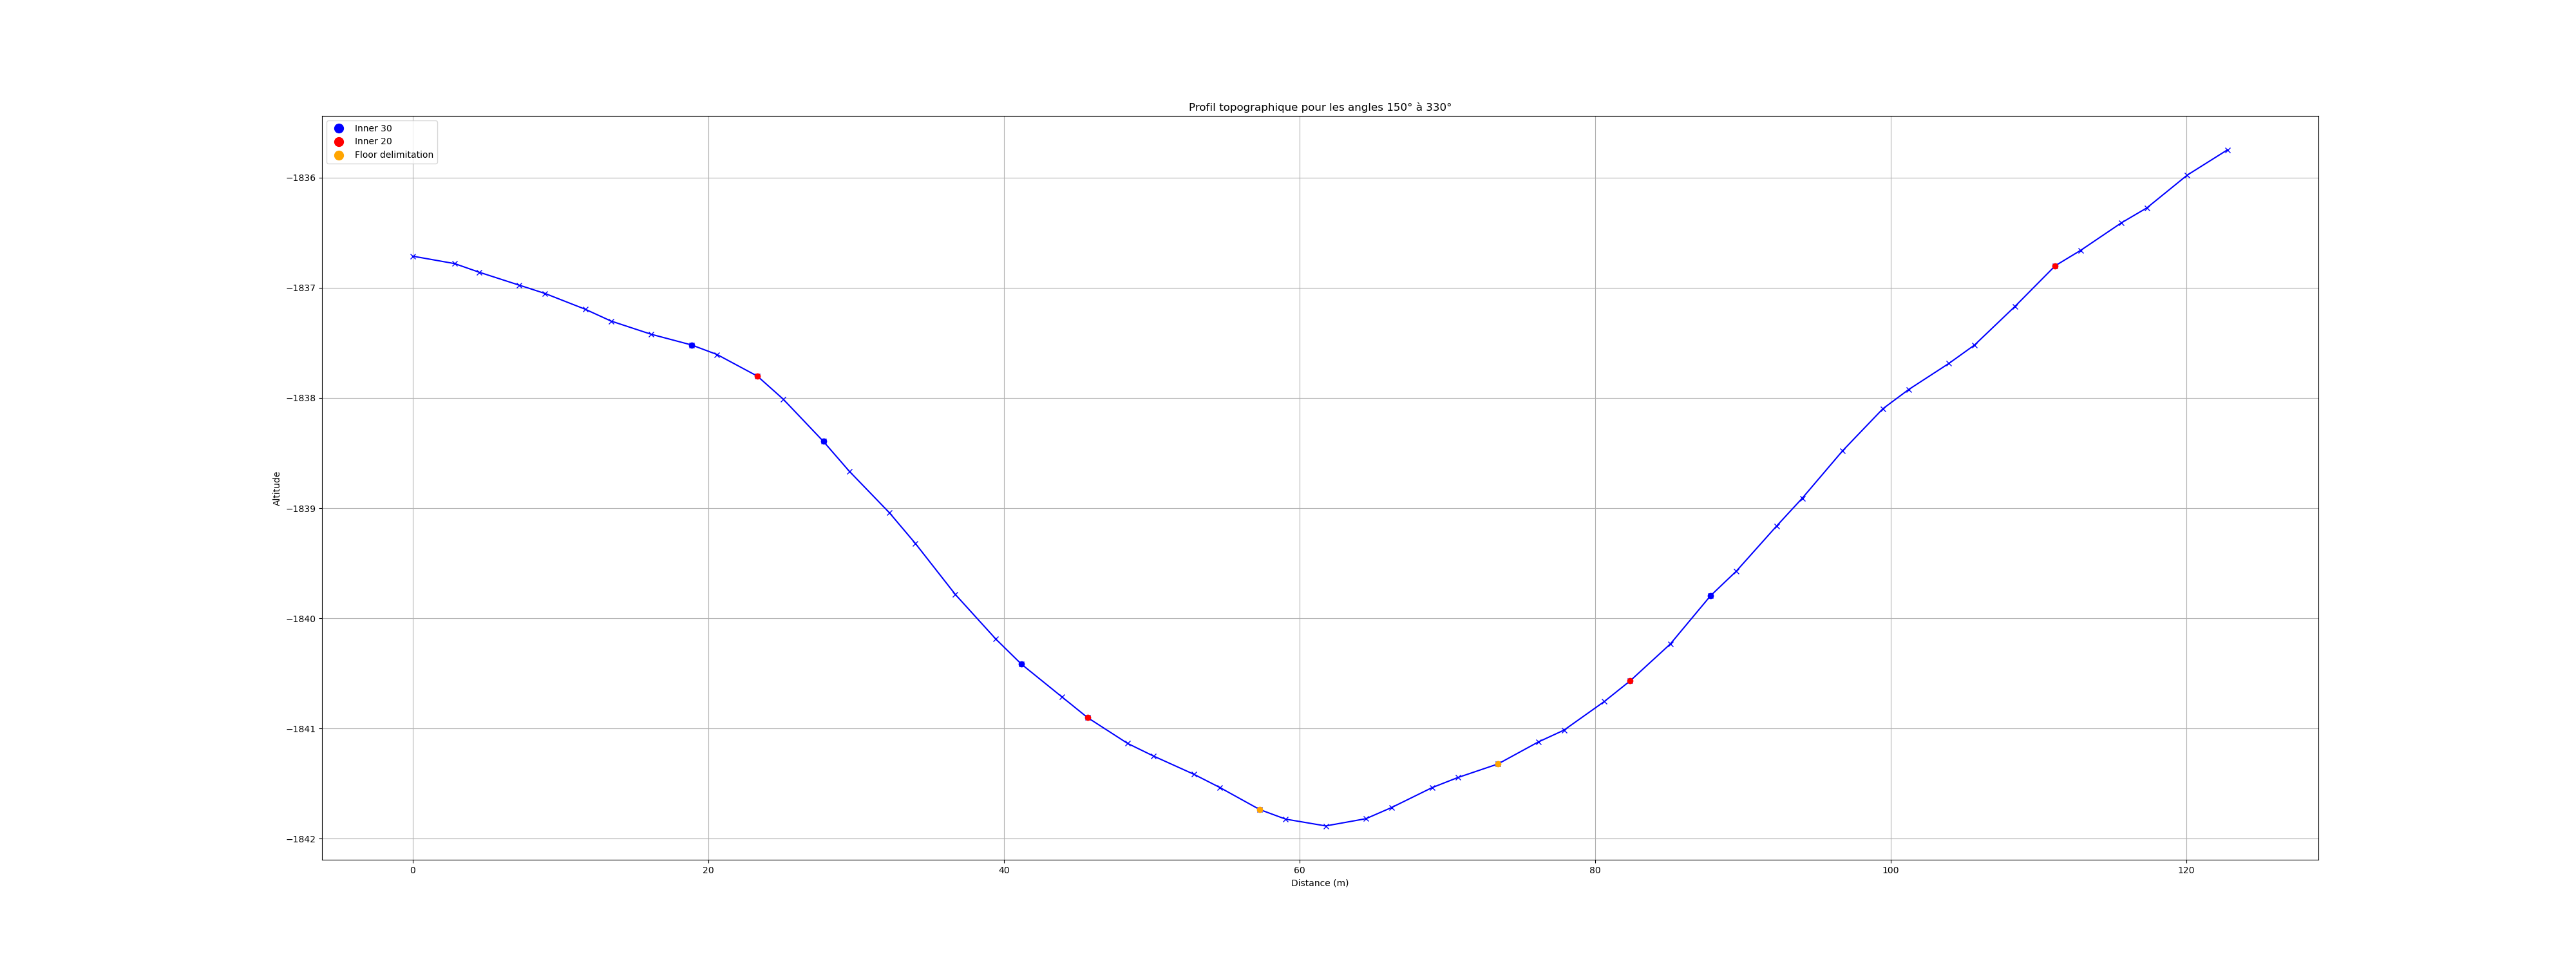 Profil topographique pour les angles 150° à 330°
Inner 30
Inner 20
Floor delimitation
−1836
−1837
−1838
−1839
−1840
−1841
−1842
Altitude
0 20 40 60 80 100 120
Distance (m)